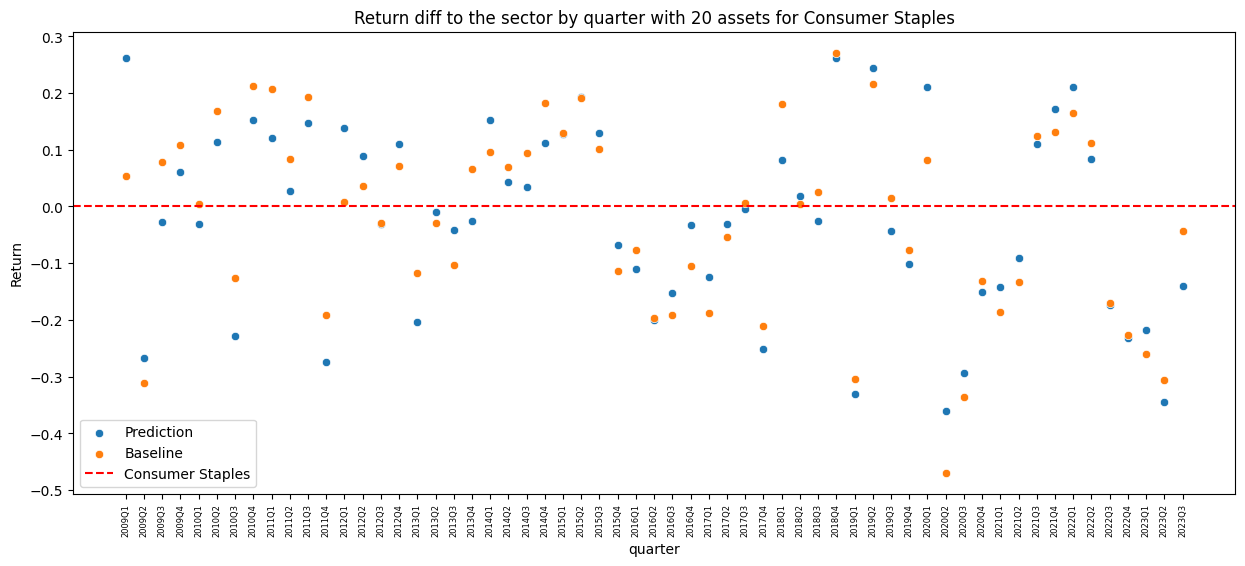 Return diff to the sector by quarter with 20 assets for Consumer Staples
0.3
0.2
0.1
0.0
−0.1
−0.2
−0.3
−0.4
−0.5
Return
Prediction
Baseline
Consumer Staples
2009Q1
2009Q2
2009Q3
2009Q4
2010Q1
2010Q2
2010Q3
2010Q4
2011Q1
2011Q2
2011Q3
2011Q4
2012Q1
2012Q2
2012Q3
2012Q4
2013Q1
2013Q2
2013Q3
2013Q4
2014Q1
2014Q2
2014Q3
2014Q4
2015Q1
2015Q2
2015Q3
2015Q4
2016Q1
2016Q2
2016Q3
2016Q4
2017Q1
2017Q2
2017Q3
2017Q4
2018Q1
2018Q2
2018Q3
2018Q4
2019Q1
2019Q2
2019Q3
2019Q4
2020Q1
2020Q2
2020Q3
2020Q4
2021Q1
2021Q2
2021Q3
2021Q4
2022Q1
2022Q2
2022Q3
2022Q4
2023Q1
2023Q2
2023Q3
quarter